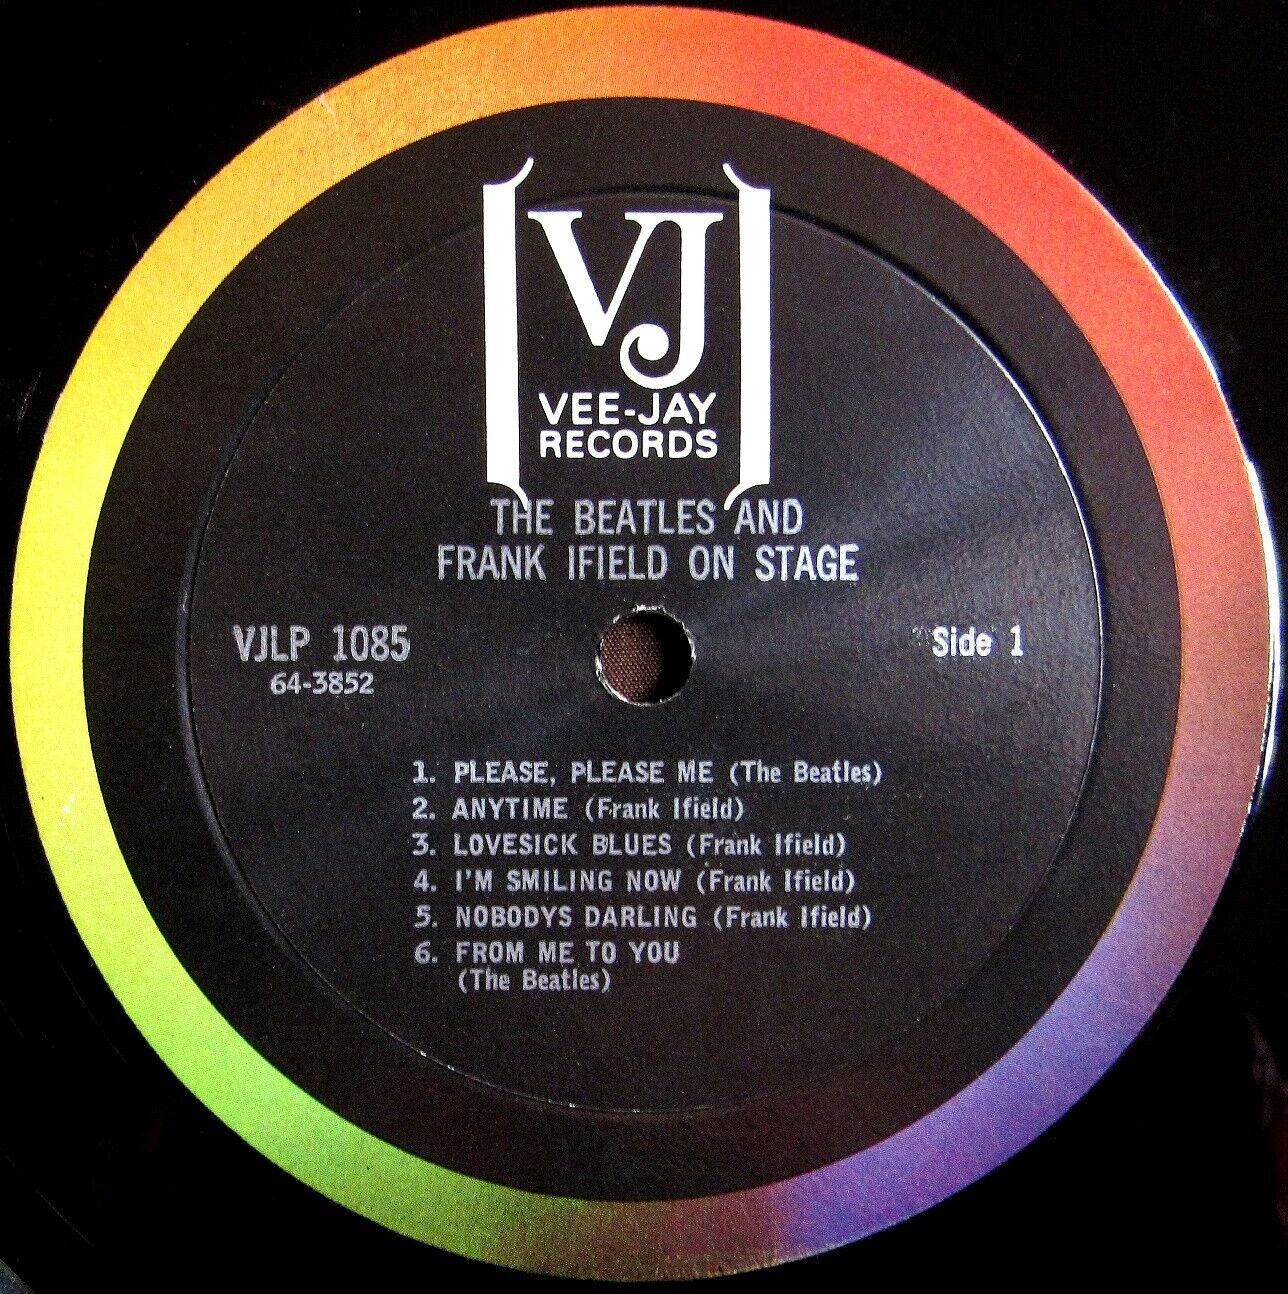 VJ
VEE-JAY
RECORDS
THE BEATLES AND
FRANK IFIELD ON STAGE
VJLP 1085
64-3852
Side 1
1. PLEASE, PLEASE ME (The Beatles)
2. ANYTIME (Frank Ifield)
3. LOVESICK BLUES (Frank Ifield)
4. I'M SMILING NOW (Frank Ifield)
5. NOBODYS DARLING (Frank Ifield)
6. FROM ME TO YOU
(The Beatles)